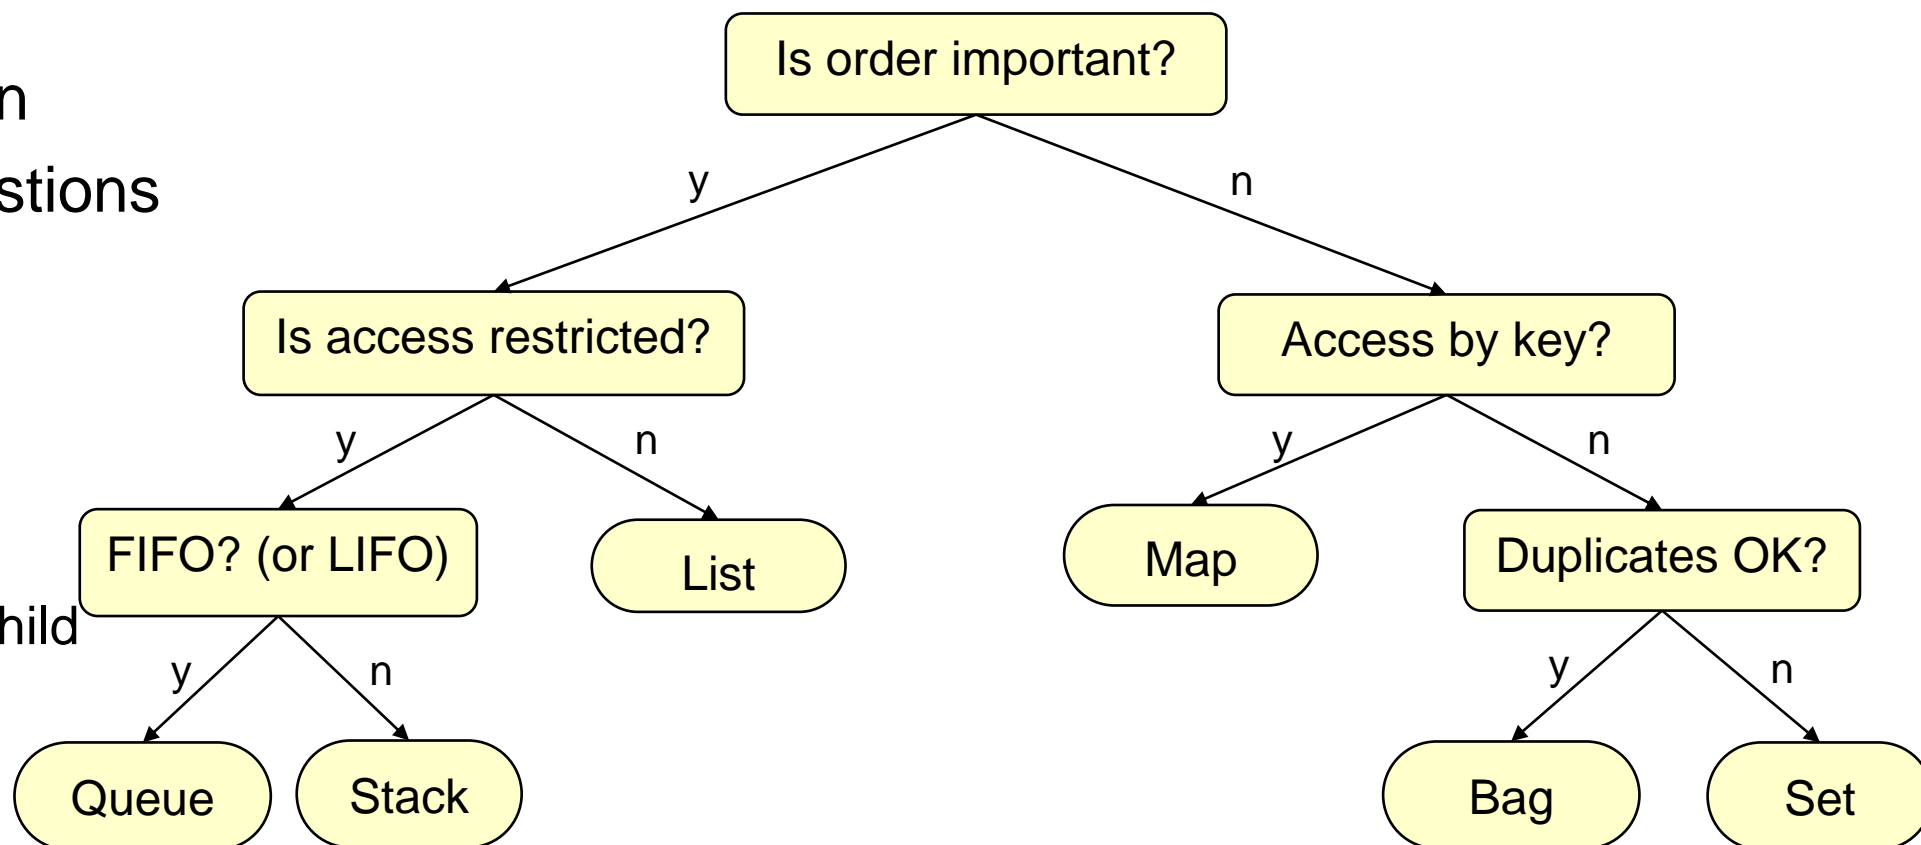 Is order important?
n
stions
y
n
Is access restricted?
Access by key?
y
n
y
n
FIFO? (or LIFO)
List
Map
Duplicates OK?
hild
y
n
y
n
Queue
Stack
Bag
Set